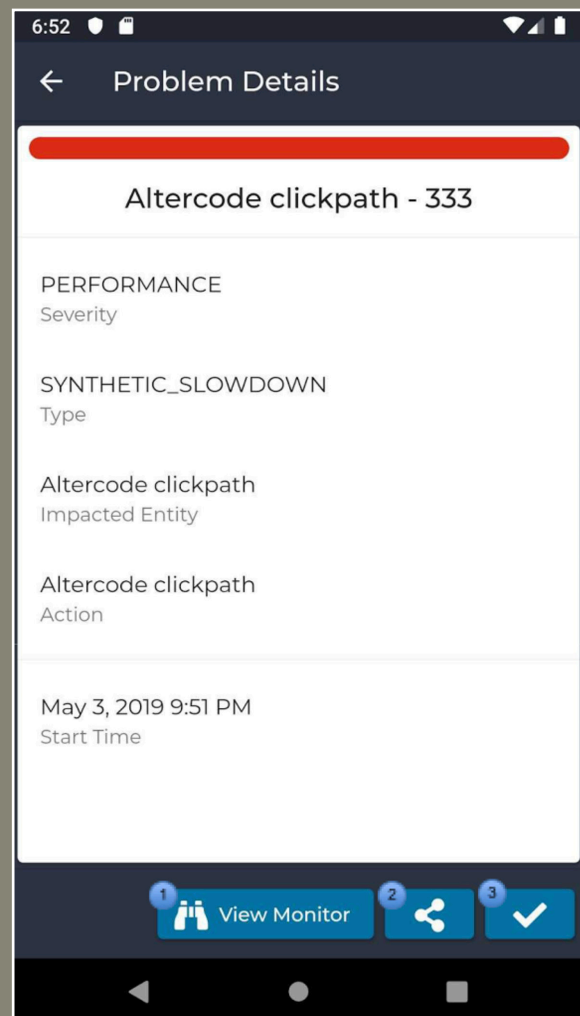 6:52
Problem Details
Altercode clickpath - 333
PERFORMANCE
Severity
SYNTHETIC_SLOWDOWN
Type
Altercode clickpath
Impacted Entity
Altercode clickpath
Action
May 3, 2019 9:51 PM
Start Time
1 View Monitor 2 3